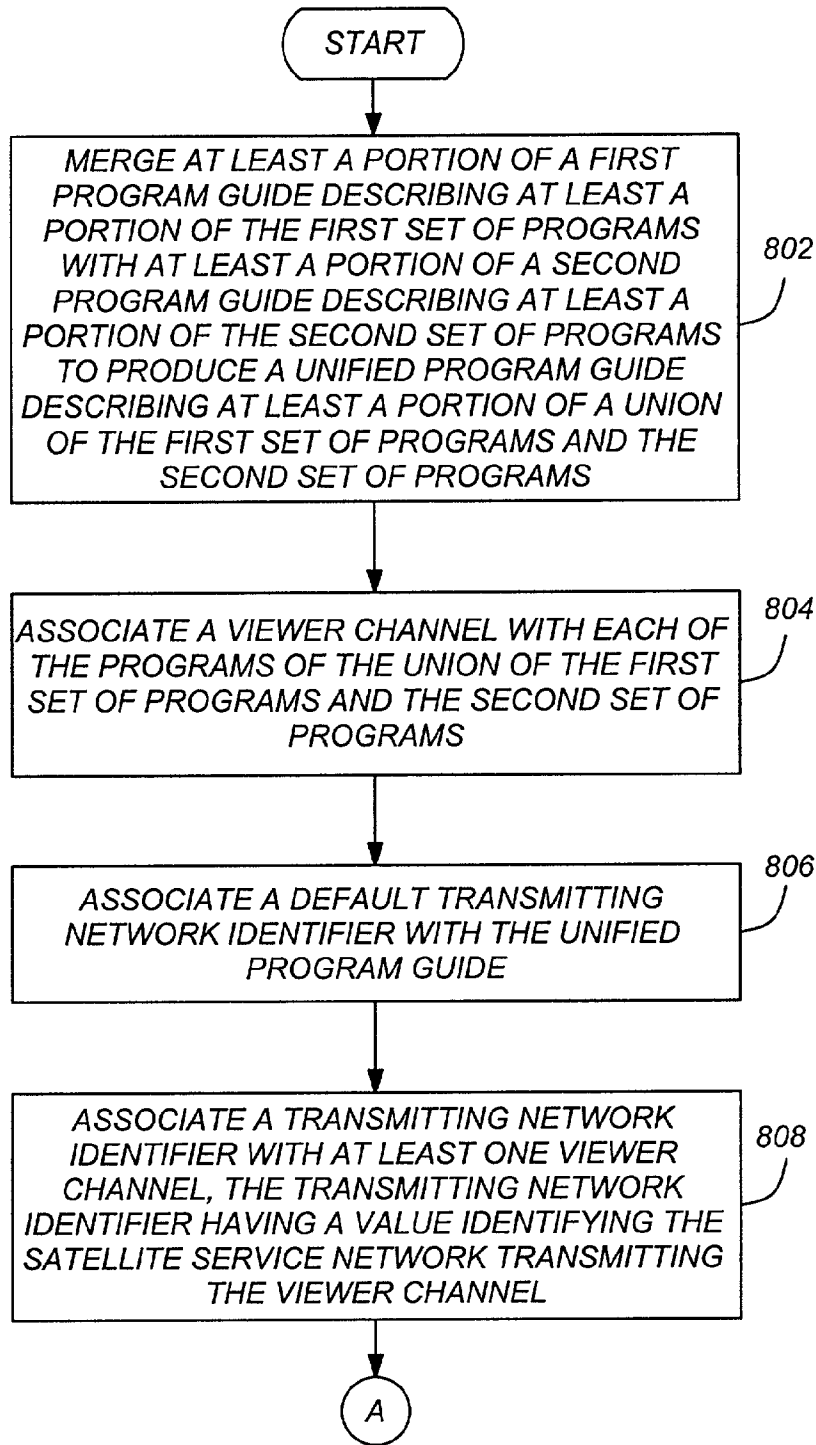 START
MERGE AT LEAST A PORTION OF A FIRST
PROGRAM GUIDE DESCRIBING AT LEAST A
PORTION OF THE FIRST SET OF PROGRAMS
WITH AT LEAST A PORTION OF A SECOND
PROGRAM GUIDE DESCRIBING AT LEAST A
PORTION OF THE SECOND SET OF PROGRAMS
TO PRODUCE A UNIFIED PROGRAM GUIDE
DESCRIBING AT LEAST A PORTION OF A UNION
OF THE FIRST SET OF PROGRAMS AND THE
SECOND SET OF PROGRAMS
802
ASSOCIATE A VIEWER CHANNEL WITH EACH OF
THE PROGRAMS OF THE UNION OF THE FIRST
SET OF PROGRAMS AND THE SECOND SET OF
PROGRAMS
804
ASSOCIATE A DEFAULT TRANSMITTING
NETWORK IDENTIFIER WITH THE UNIFIED
PROGRAM GUIDE
806
ASSOCIATE A TRANSMITTING NETWORK
IDENTIFIER WITH AT LEAST ONE VIEWER
CHANNEL, THE TRANSMITTING NETWORK
IDENTIFIER HAVING A VALUE IDENTIFYING THE
SATELLITE SERVICE NETWORK TRANSMITTING
THE VIEWER CHANNEL
808
A